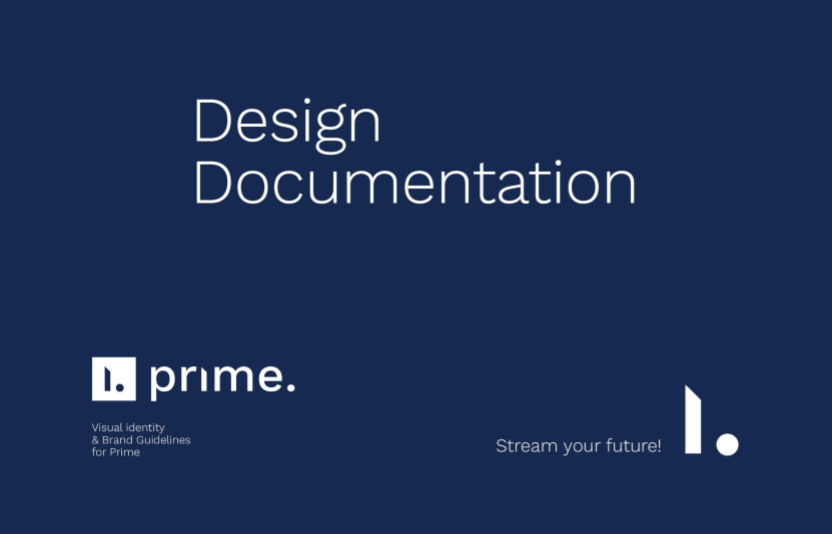 Design
Documentation
prime.
Visual identity
& Brand Guidelines
for Prime
Stream your future!